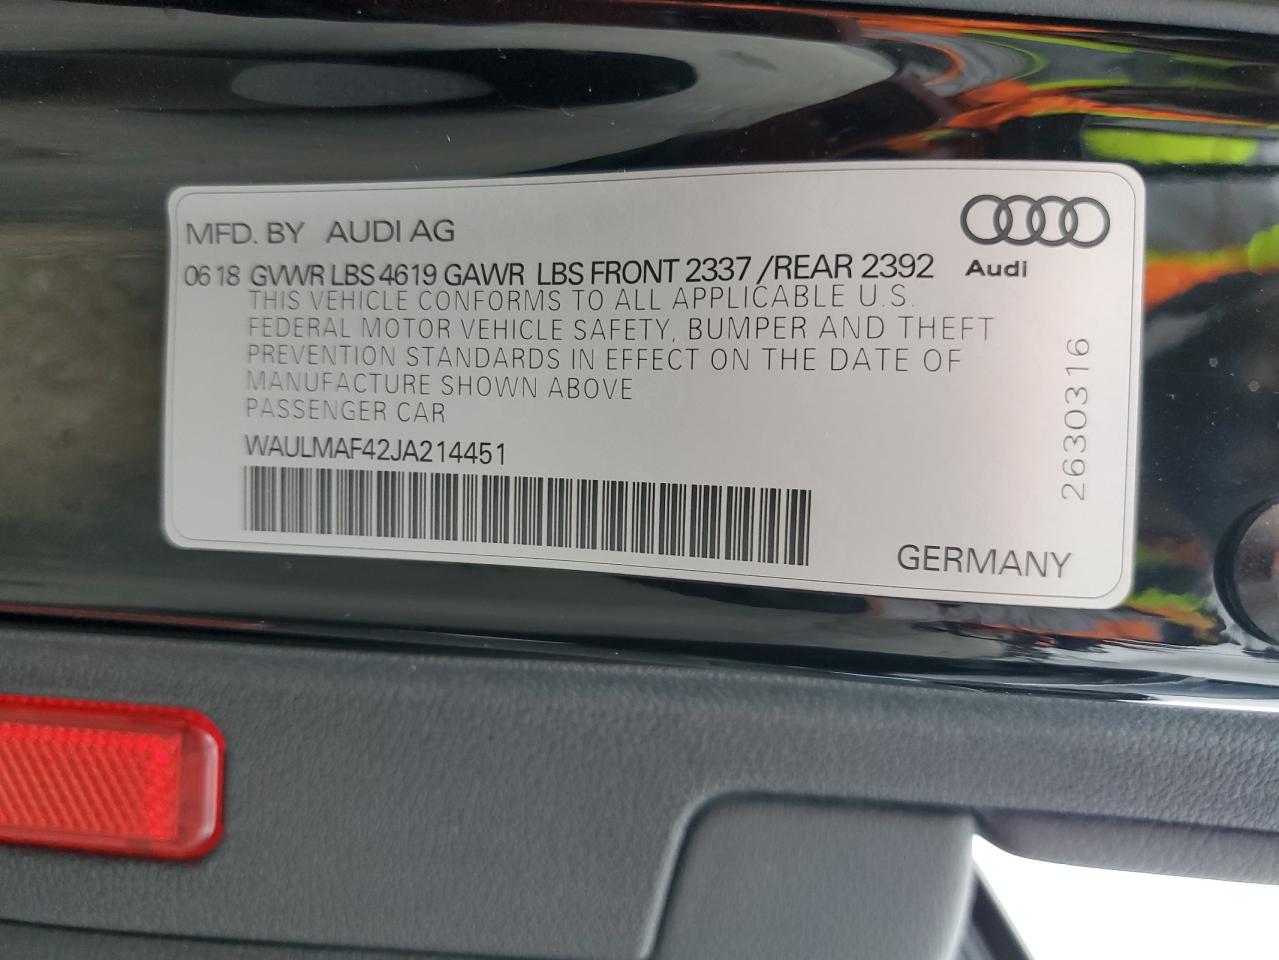 MFD. BY AUDI AG
06 18 GVWR LBS 4619 GAWR LBS FRONT 2337 /REAR 2392
Audi
THIS VEHICLE CONFORMS TO ALL APPLICABLE U.S.
FEDERAL MOTOR VEHICLE SAFETY, BUMPER AND THEFT
PREVENTION STANDARDS IN EFFECT ON THE DATE OF
MANUFACTURE SHOWN ABOVE
PASSENGER CAR
WAULMAF42JA214451
2630316
GERMANY